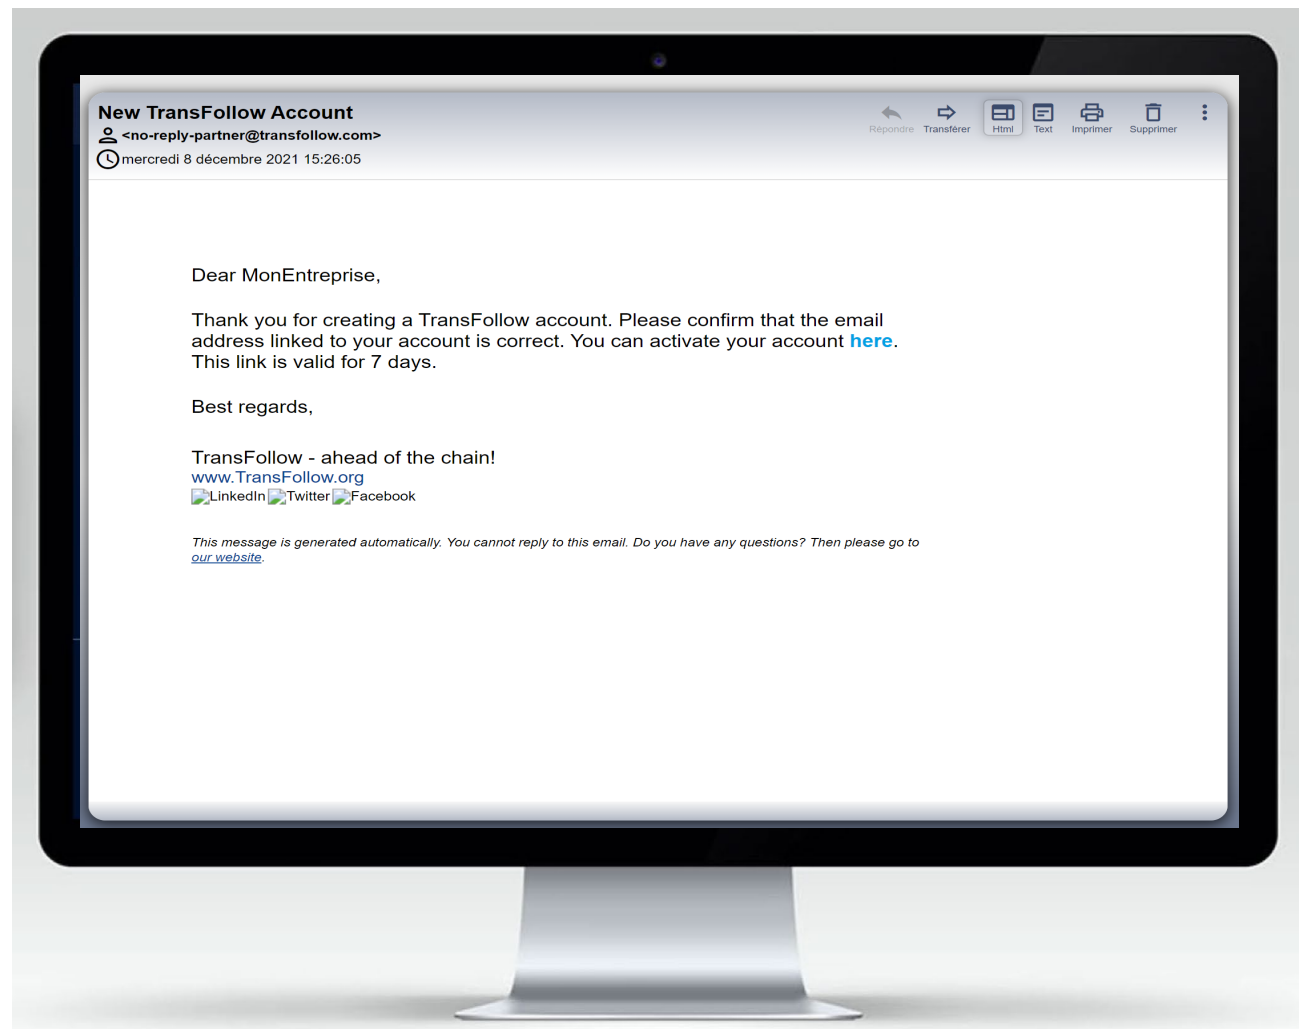 New TransFollow Account
<no-reply-partner@transfollow.com>
mercredi 8 décembre 2021 15:26:05
Répondre Transférer Html Text Imprimer Supprimer
Dear MonEntreprise,
Thank you for creating a TransFollow account. Please confirm that the email
address linked to your account is correct. You can activate your account here.
This link is valid for 7 days.
Best regards,
TransFollow - ahead of the chain!
www.TransFollow.org
LinkedIn Twitter Facebook
This message is generated automatically. You cannot reply to this email. Do you have any questions? Then please go to
our website.